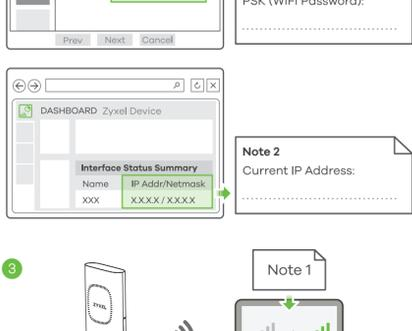 PSK (WiFi Password):
Prev Next Cancel
DASHBOARD Zyxel Device
Interface Status Summary
Name IP Addr/Netmask
XXX X.X.X.X / X.X.X.X
Note 2
Current IP Address:
3
Note 1
ZYXEL